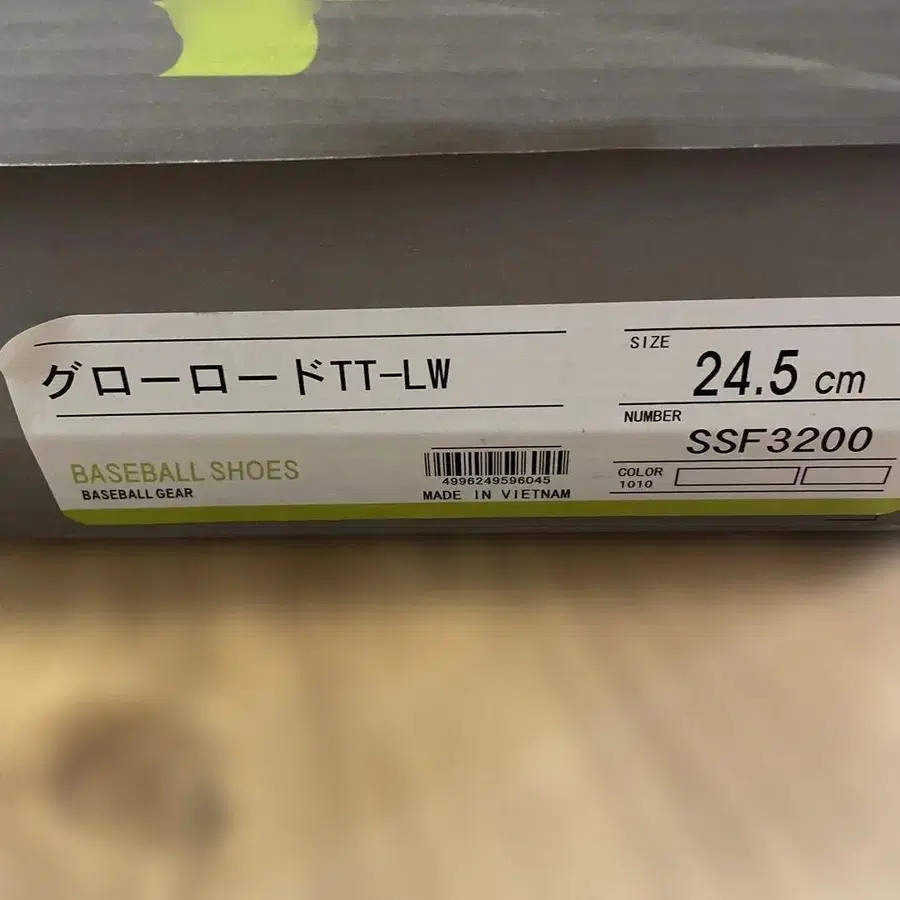 グローロードTT-LW
SIZE
24.5 cm
NUMBER
SSF3200
BASEBALL SHOES
BASEBALL GEAR
4996249596045
MADE IN VIETNAM
COLOR
1010